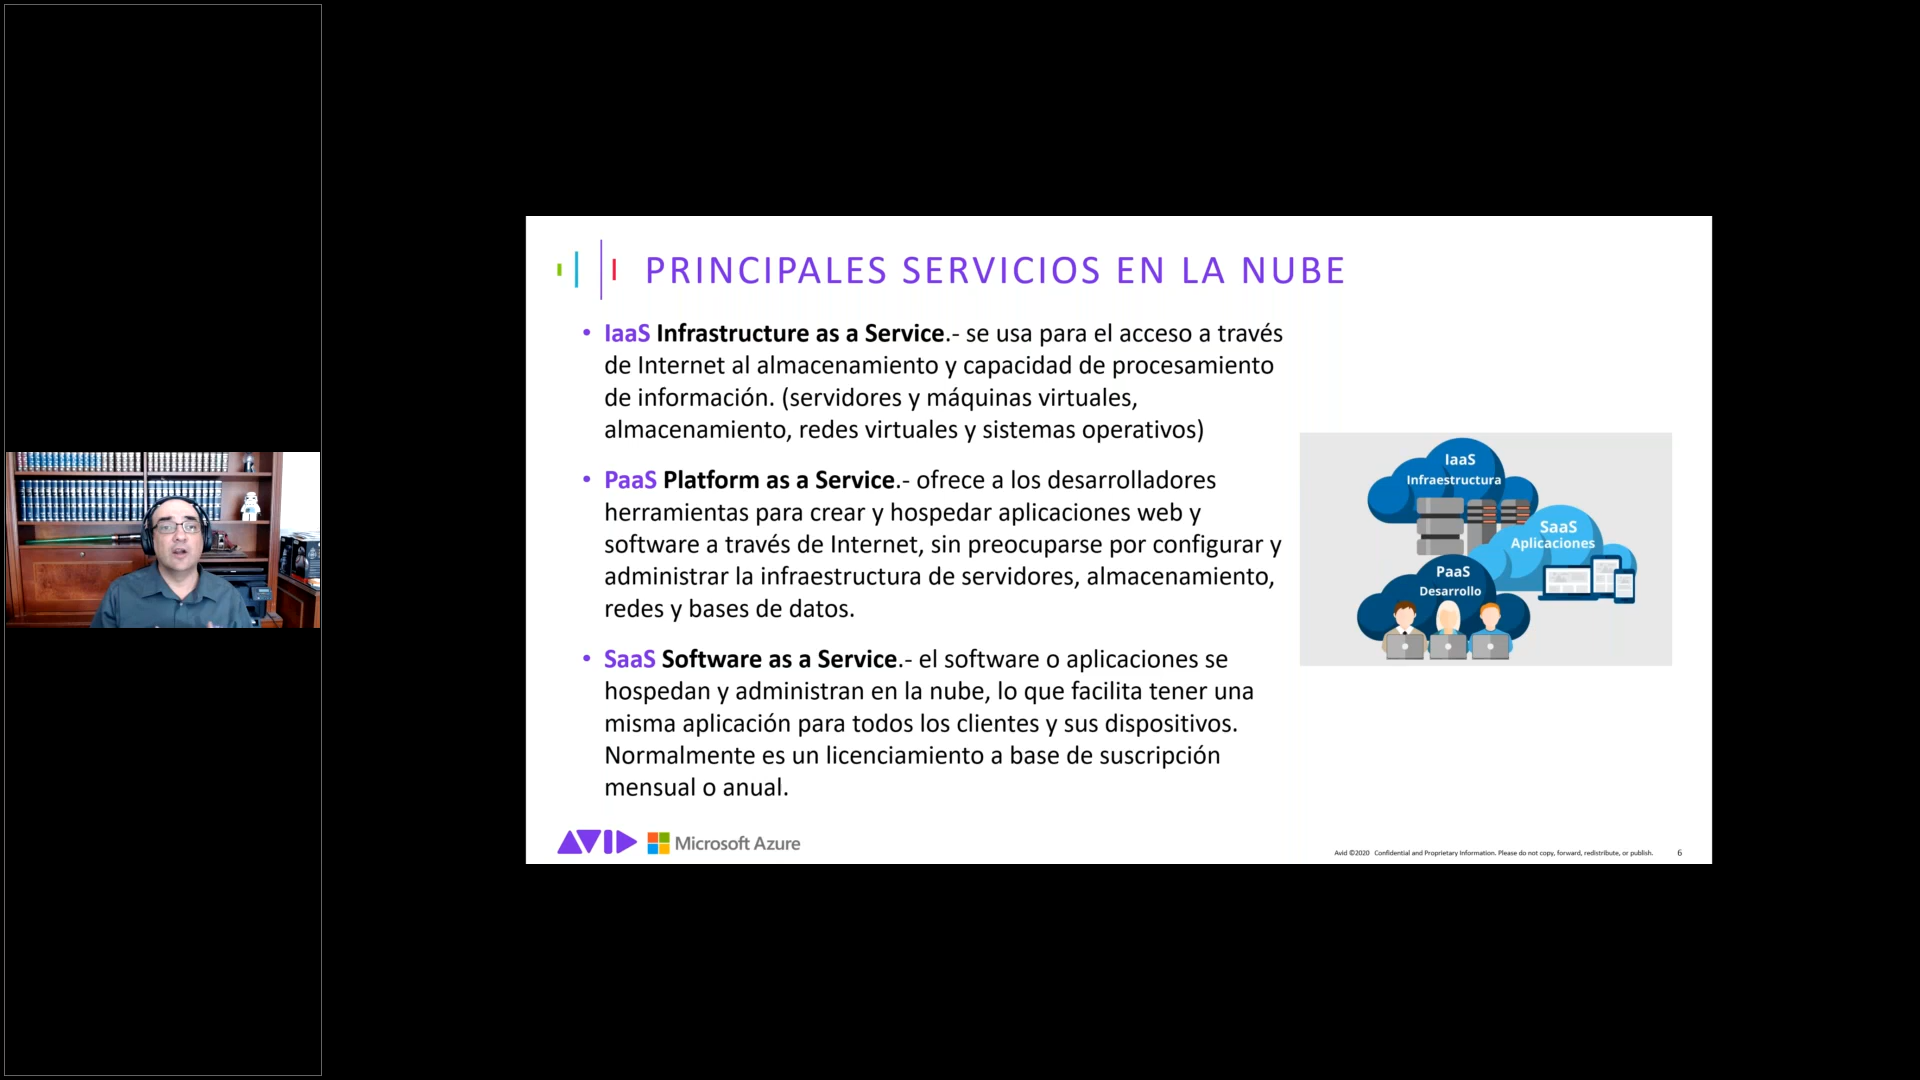 PRINCIPALES SERVICIOS EN LA NUBE
• IaaS Infrastructure as a Service.- se usa para el acceso a través
de Internet al almacenamiento y capacidad de procesamiento
de información. (servidores y máquinas virtuales,
almacenamiento, redes virtuales y sistemas operativos)
• PaaS Platform as a Service.- ofrece a los desarrolladores
herramientas para crear y hospedar aplicaciones web y
software a través de Internet, sin preocuparse por configurar y
administrar la infraestructura de servidores, almacenamiento,
redes y bases de datos.
• SaaS Software as a Service.- el software o aplicaciones se
hospedan y administran en la nube, lo que facilita tener una
misma aplicación para todos los clientes y sus dispositivos.
Normalmente es un licenciamiento a base de suscripción
mensual o anual.
IaaS
Infraestructura
SaaS
Aplicaciones
PaaS
Desarrollo
AVID Microsoft Azure
Avid ©2020 Confidential and Proprietary Information. Please do not copy, forward, redistribute, or publish. 6